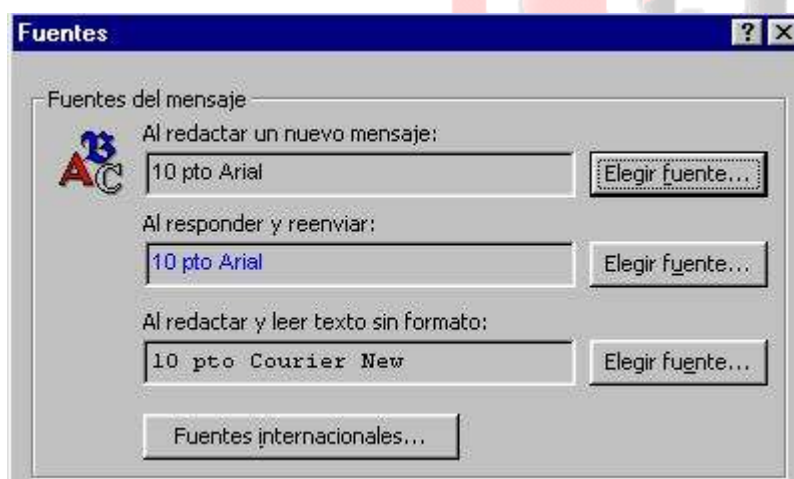 Fuentes
Fuentes del mensaje
Al redactar un nuevo mensaje:
10 pto Arial
Elegir fuente...
Al responder y reenviar:
10 pto Arial
Elegir fuente...
Al redactar y leer texto sin formato:
10 pto Courier New
Elegir fuente...
Fuentes internacionales...